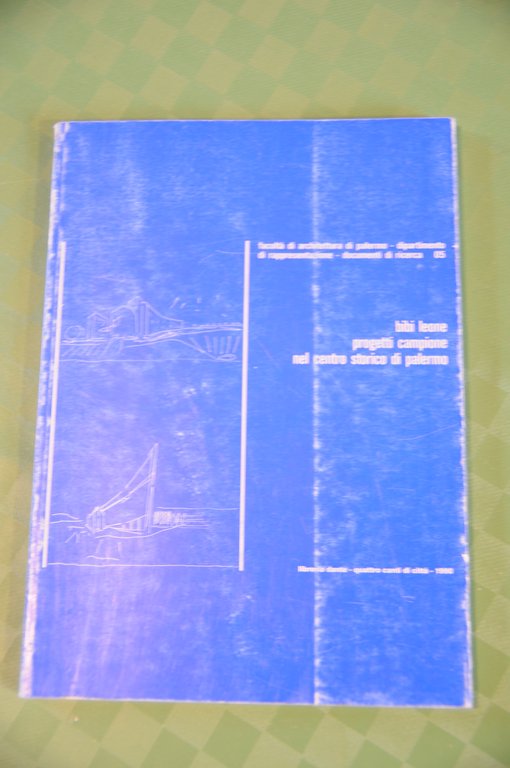 facoltà di architettura di palermo - dipartimento
di rappresentazione - documenti di ricerca 05
bibi leone
progetti campione
nel centro storico di palermo
libreria dante - quattro canti di città - 1990